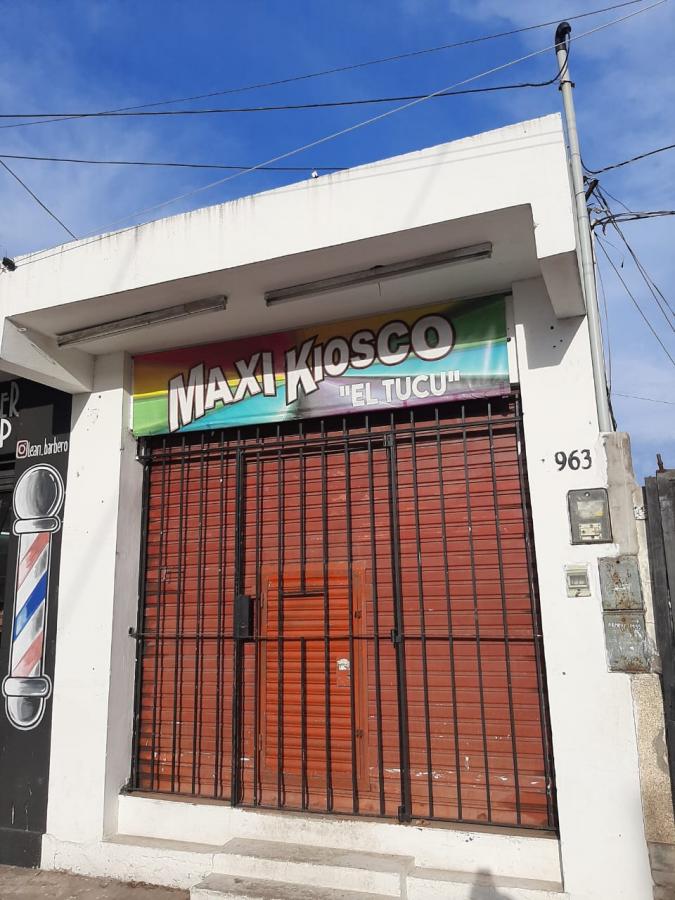 MAXI KIOSCO
"EL TUCU"
963
lean_barbero